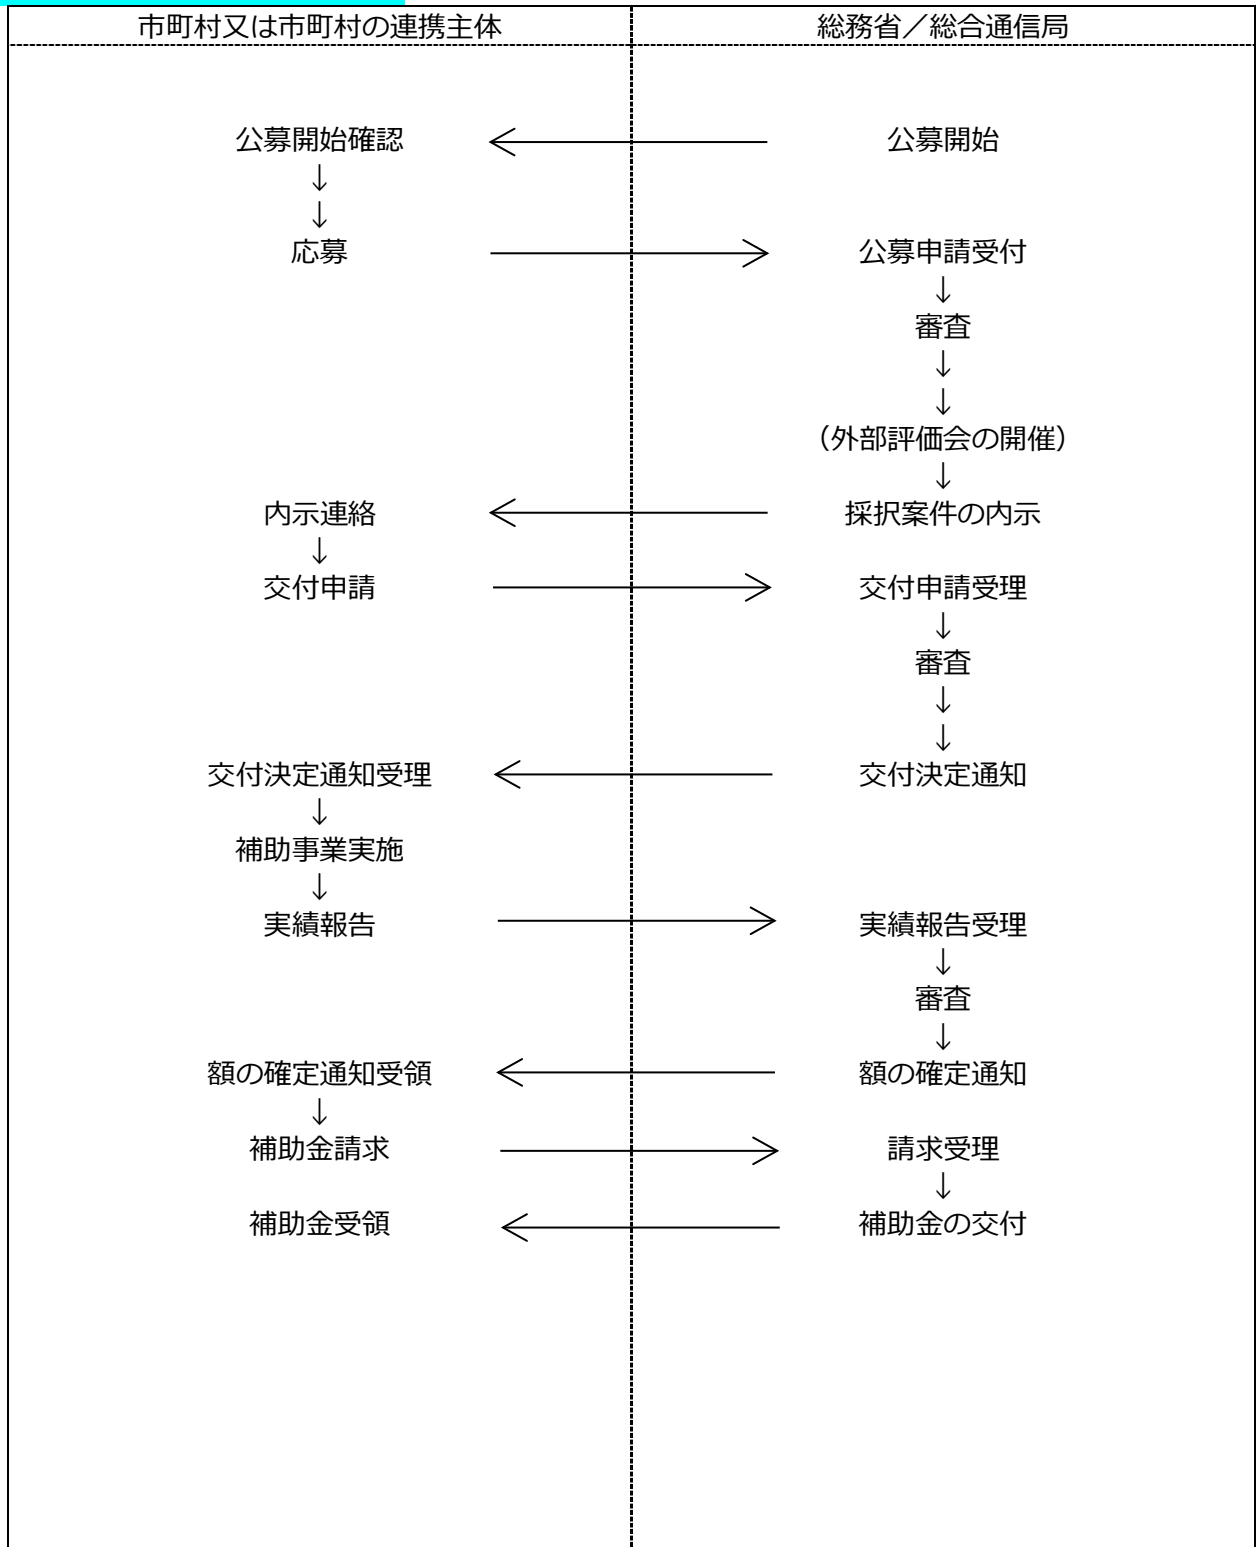 市町村又は市町村の連携主体 総務省／総合通信局
公募開始確認 公募開始
↓
↓
応募 公募申請受付
↓
審査
↓
↓
（外部評価会の開催）
↓
内示連絡 採択案件の内示
↓
交付申請 交付申請受理
↓
審査
↓
↓
交付決定通知受理 交付決定通知
↓
補助事業実施
↓
実績報告 実績報告受理
↓
審査
↓
額の確定通知受領 額の確定通知
↓
補助金請求 請求受理
↓
補助金受領 補助金の交付